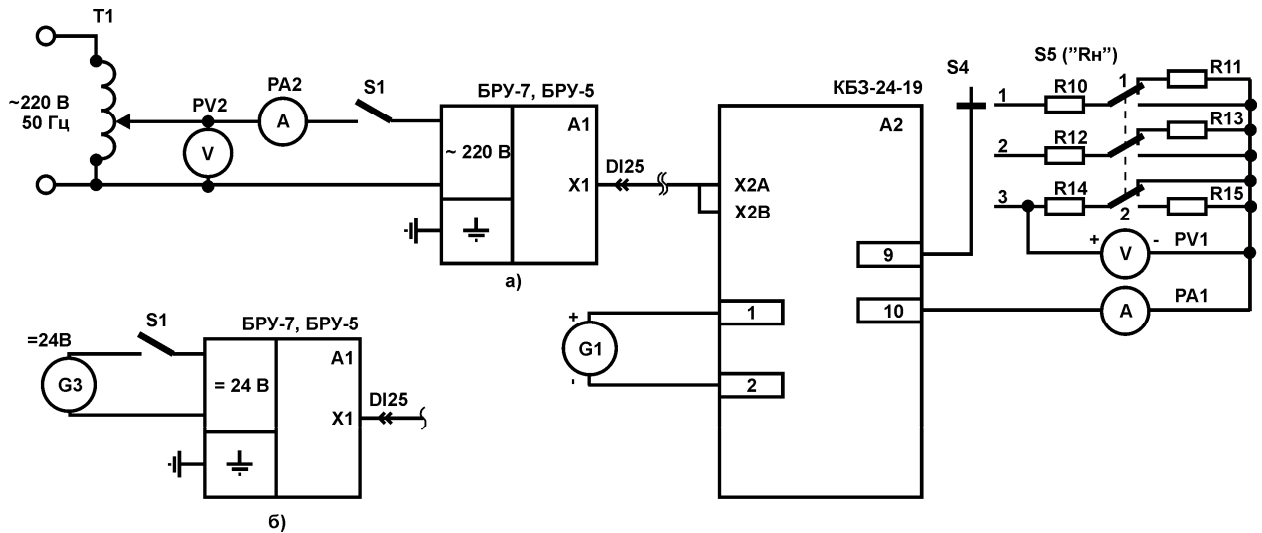 T1
~220 В
50 Гц
PV2
V
PA2
A
S1
БРУ-7, БРУ-5
A1
~ 220 В
X1
DI25
а)
КБЗ-24-19
A2
X2A
X2B
9
10
1
2
+
G1
-
S4
S5 ("Rн")
1
R10
1
R11
2
R12
R13
3
R14
2
R15
+
V
-
PV1
A
PA1
=24В
G3
S1
БРУ-7, БРУ-5
A1
= 24 В
X1
DI25
б)